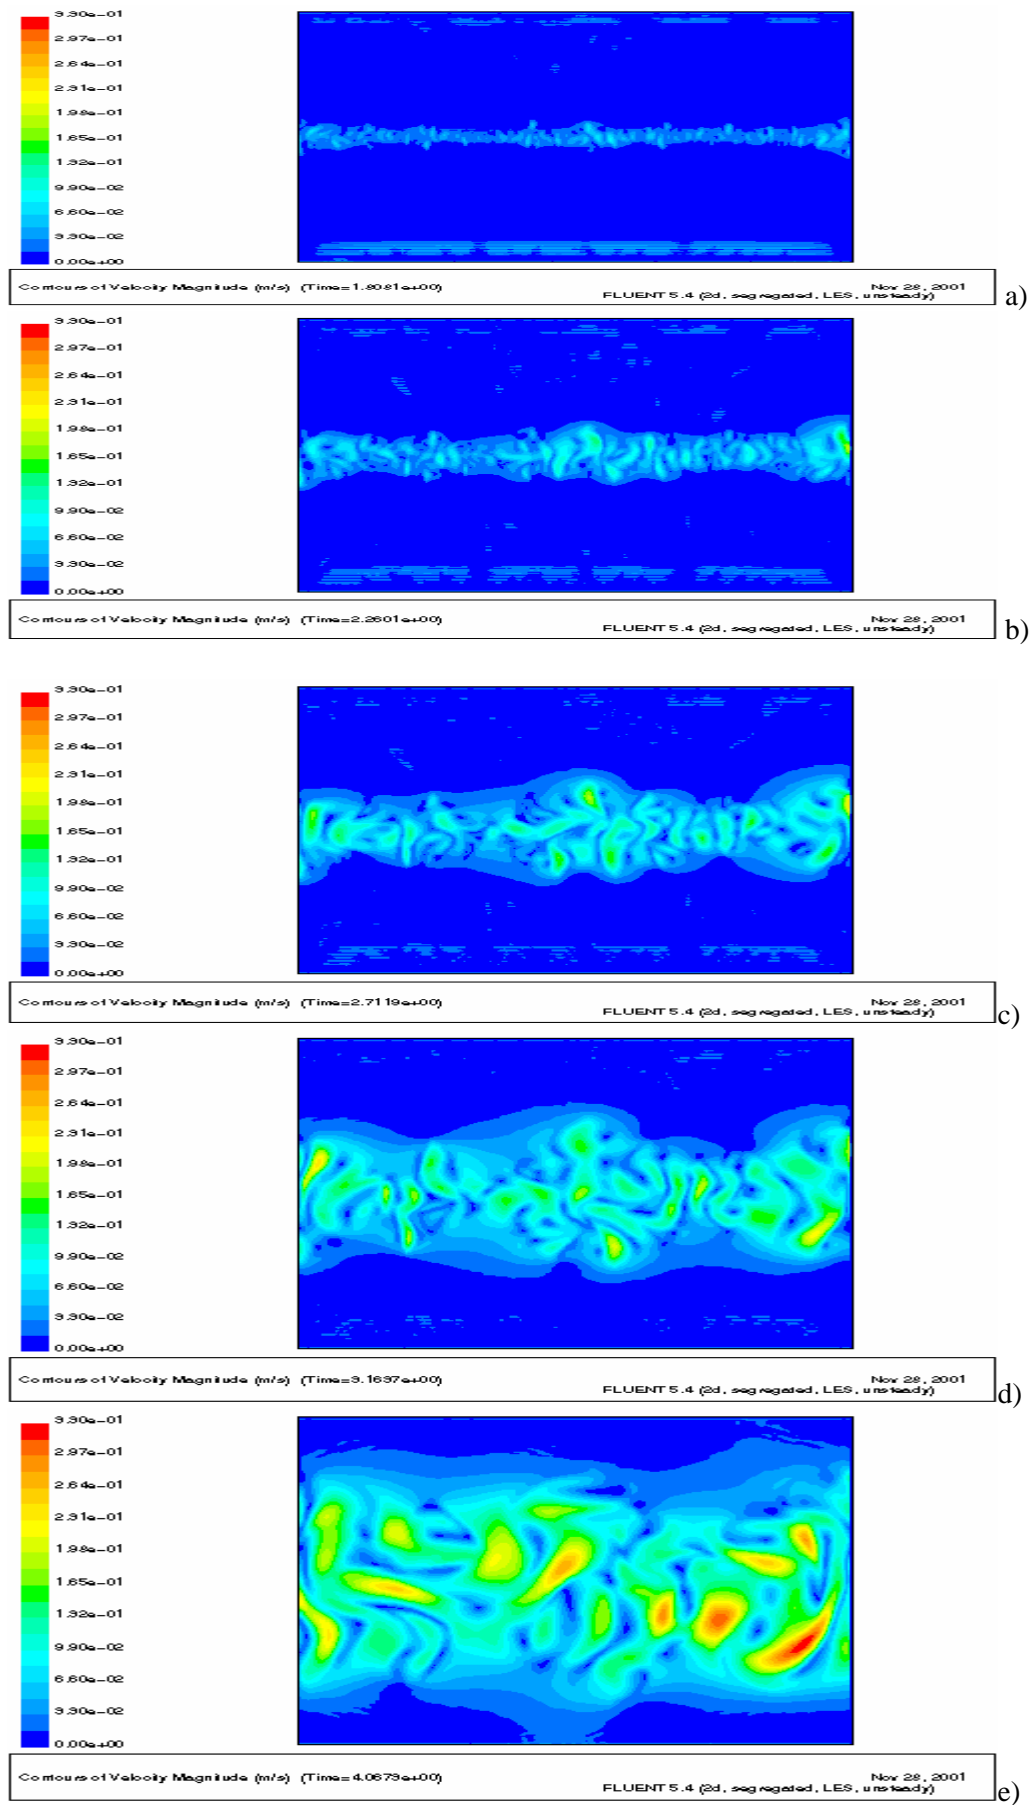 3.30e-01
2.97e-01
2.64e-01
2.31e-01
1.98e-01
1.65e-01
1.32e-01
9.90e-02
6.60e-02
3.30e-02
0.00e+00
Contours of Velocity Magnitude (m/s) (Time=1.8081e+00)
Nov 28, 2001
FLUENT 5.4 (2d, segregated, LES, unsteady)
a)
3.30e-01
2.97e-01
2.64e-01
2.31e-01
1.98e-01
1.65e-01
1.32e-01
9.90e-02
6.60e-02
3.30e-02
0.00e+00
Contours of Velocity Magnitude (m/s) (Time=2.2601e+00)
Nov 28, 2001
FLUENT 5.4 (2d, segregated, LES, unsteady)
b)
3.30e-01
2.97e-01
2.64e-01
2.31e-01
1.98e-01
1.65e-01
1.32e-01
9.90e-02
6.60e-02
3.30e-02
0.00e+00
Contours of Velocity Magnitude (m/s) (Time=2.7119e+00)
Nov 28, 2001
FLUENT 5.4 (2d, segregated, LES, unsteady)
c)
3.30e-01
2.97e-01
2.64e-01
2.31e-01
1.98e-01
1.65e-01
1.32e-01
9.90e-02
6.60e-02
3.30e-02
0.00e+00
Contours of Velocity Magnitude (m/s) (Time=3.1637e+00)
Nov 28, 2001
FLUENT 5.4 (2d, segregated, LES, unsteady)
d)
3.30e-01
2.97e-01
2.64e-01
2.31e-01
1.98e-01
1.65e-01
1.32e-01
9.90e-02
6.60e-02
3.30e-02
0.00e+00
Contours of Velocity Magnitude (m/s) (Time=4.0673e+00)
Nov 28, 2001
FLUENT 5.4 (2d, segregated, LES, unsteady)
e)